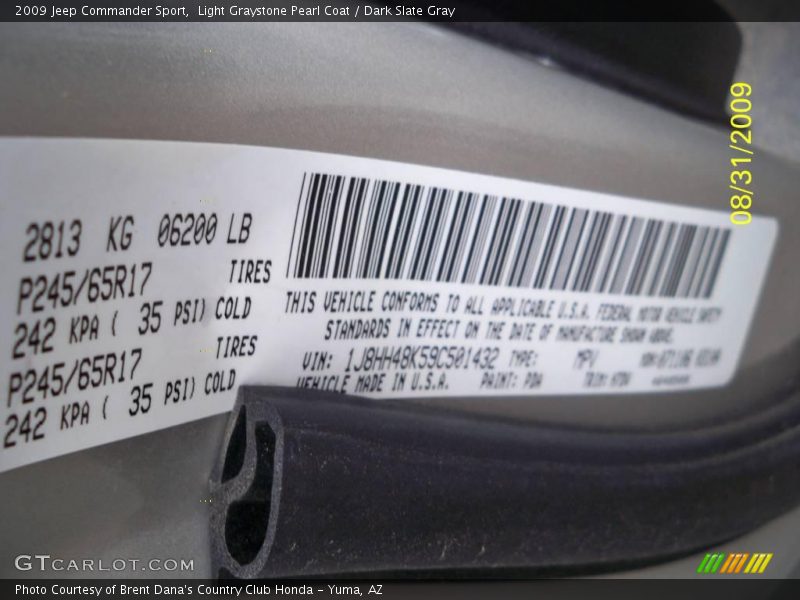 2009 Jeep Commander Sport, Light Graystone Pearl Coat / Dark Slate Gray
08/31/2009
2813 KG 06200 LB
P245/65R17 TIRES
242 KPA ( 35 PSI) COLD
P245/65R17 TIRES
242 KPA ( 35 PSI) COLD
THIS VEHICLE CONFORMS TO ALL APPLICABLE U.S.A. FEDERAL MOTOR VEHICLE SAFETY
STANDARDS IN EFFECT ON THE DATE OF MANUFACTURE SHOWN ABOVE.
VIN: 1J8HH48K59C501432 TYPE: MPV
VEHICLE MADE IN U.S.A. PAINT: PDA TRIM:
GTCARLOT.COM
Photo Courtesy of Brent Dana's Country Club Honda - Yuma, AZ